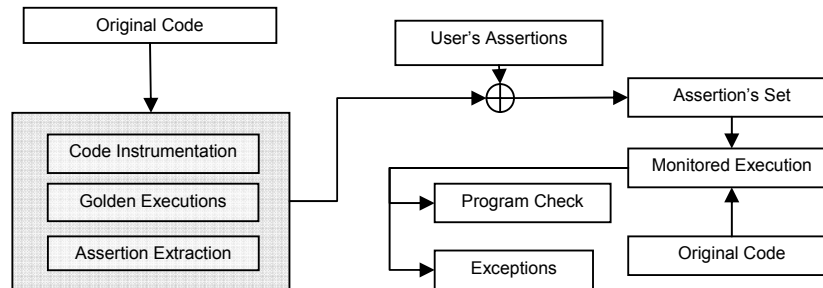 Original Code
User's Assertions
Assertion's Set
Code Instrumentation
Monitored Execution
Golden Executions
Program Check
Assertion Extraction
Original Code
Exceptions